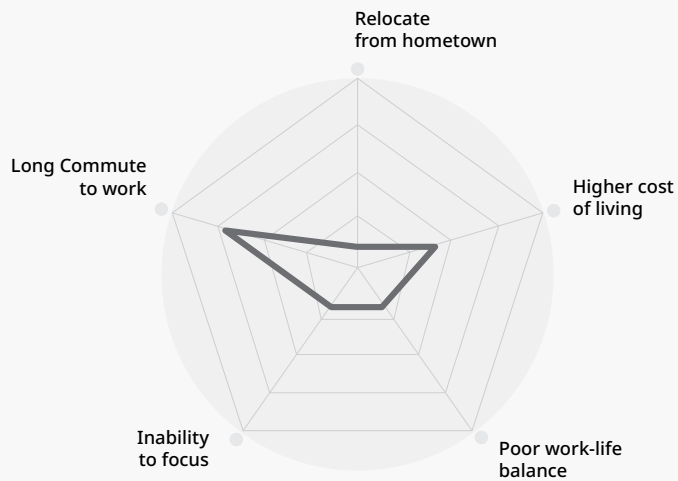 Relocate
from hometown
Long Commute
to work
Higher cost
of living
Inability
to focus
Poor work-life
balance